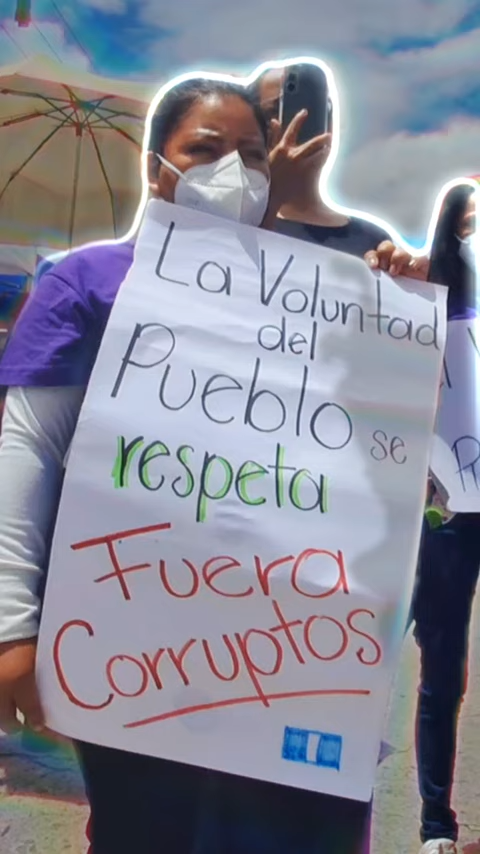 La Voluntad
del
Pueblo se
respeta
Fuera
Corruptos